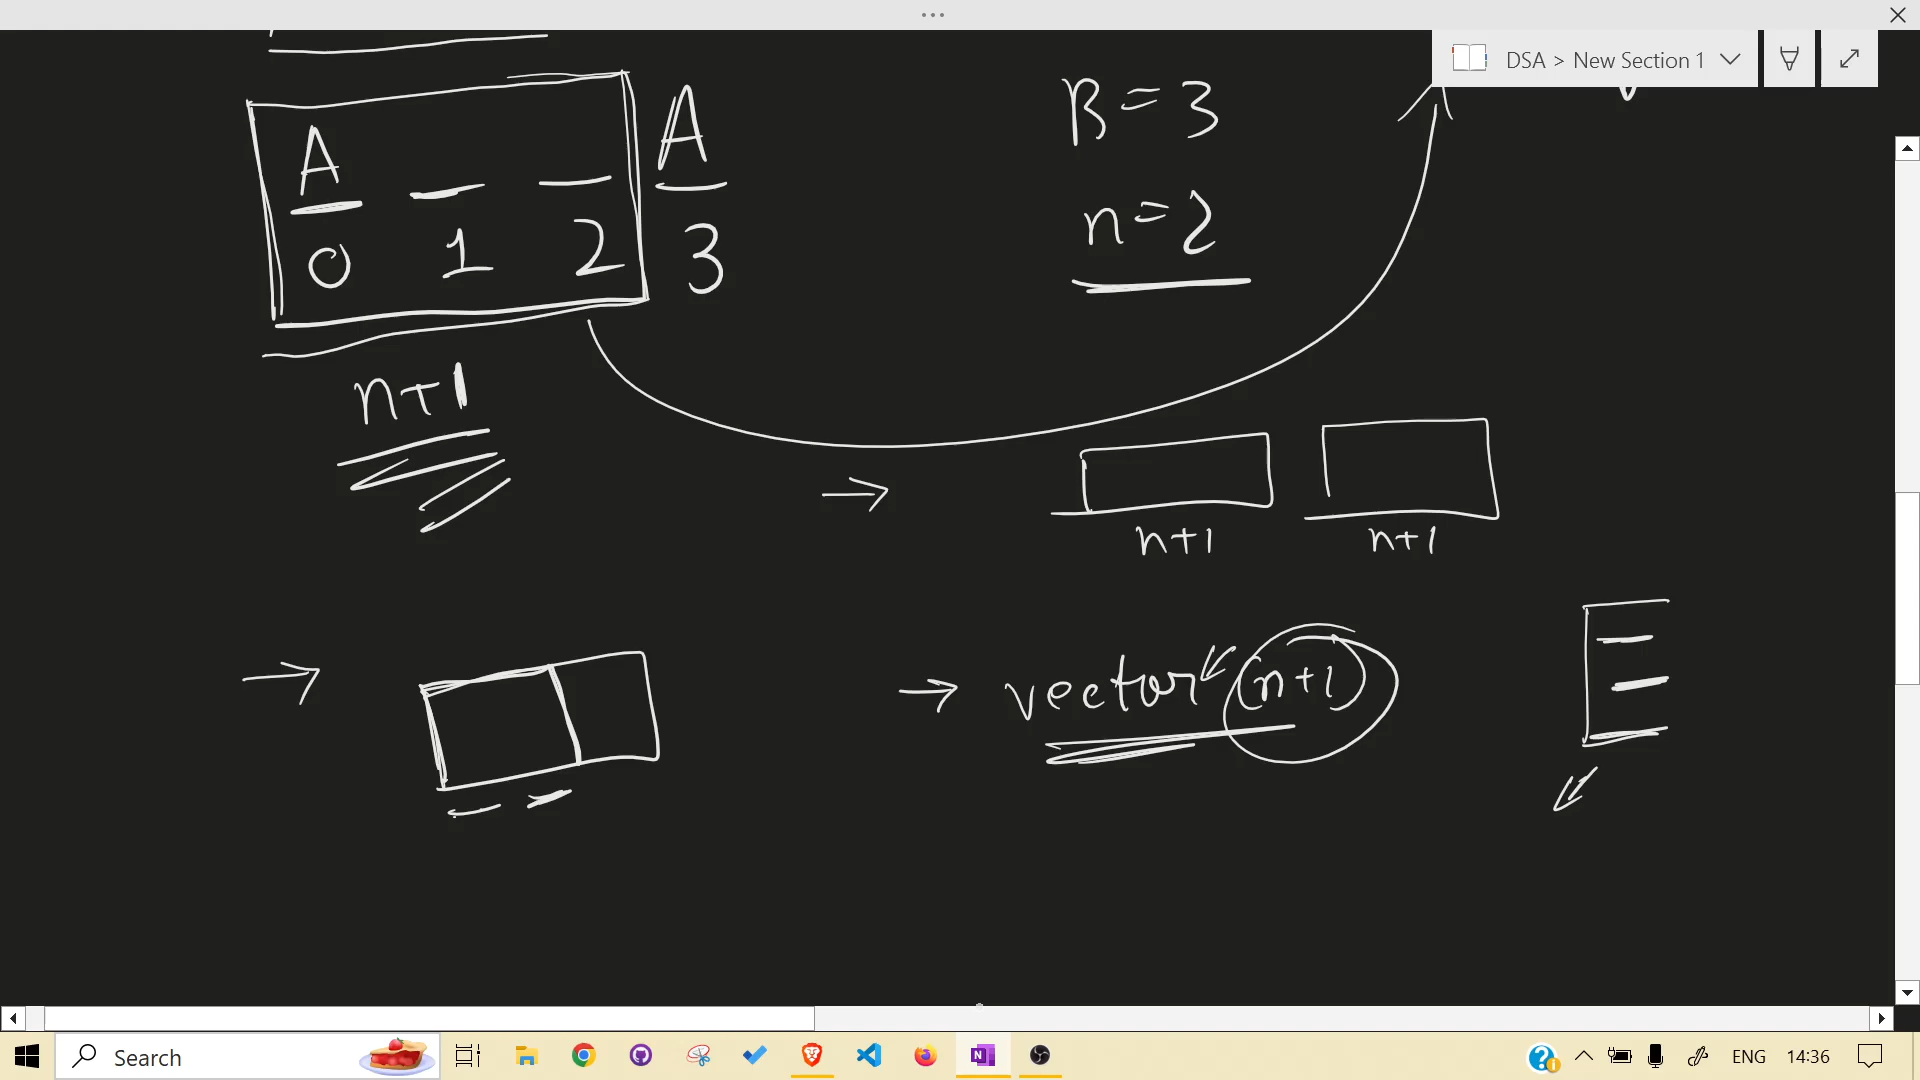 DSA > New Section 1
A _ _ A
0 1 2 3
B = 3
n = 2
n+1
n+1 n+1
→ vector (n+1)
Search
ENG 14:36